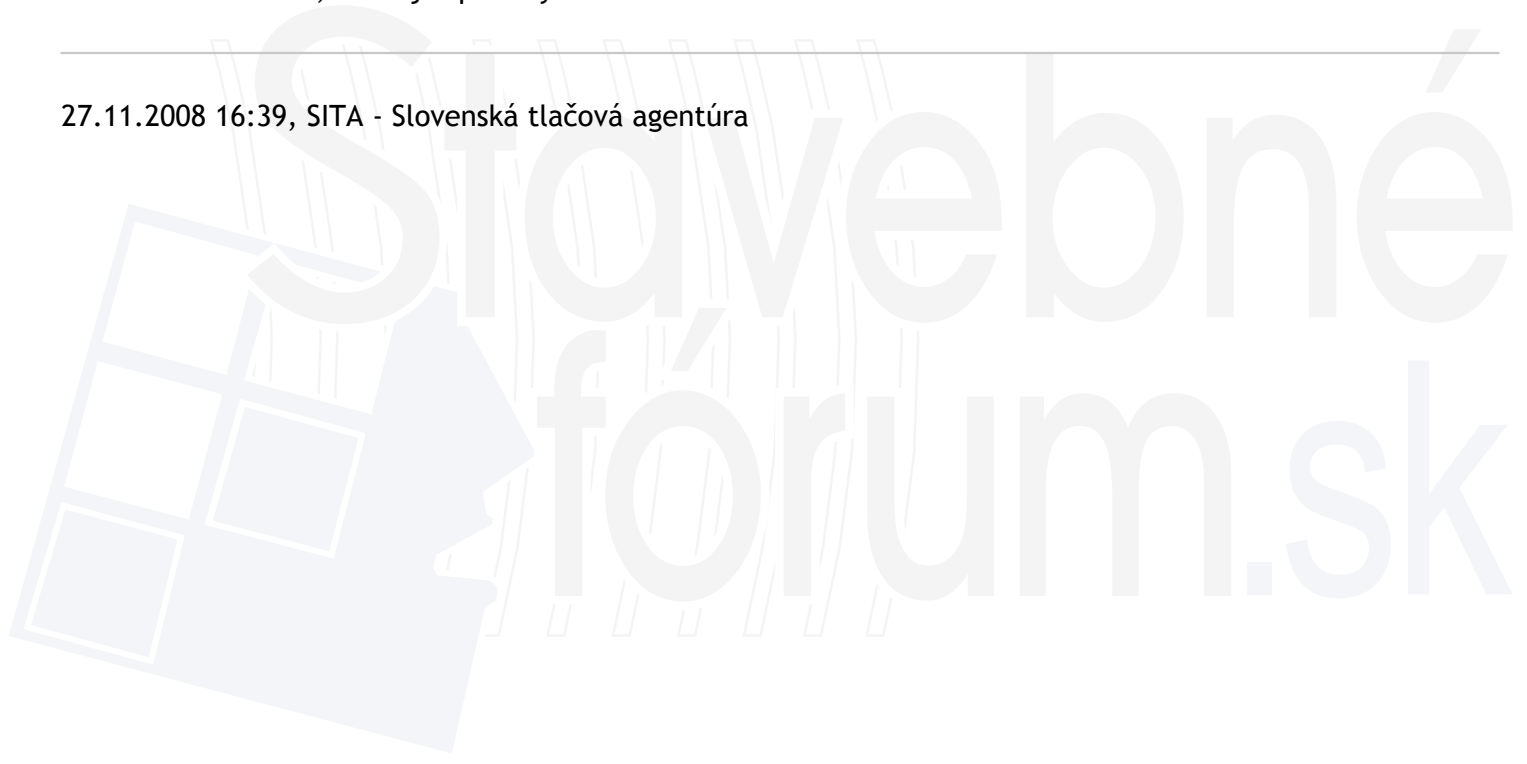 27.11.2008 16:39, SITA - Slovenská tlačová agentúra
Stavebné
fórum.sk